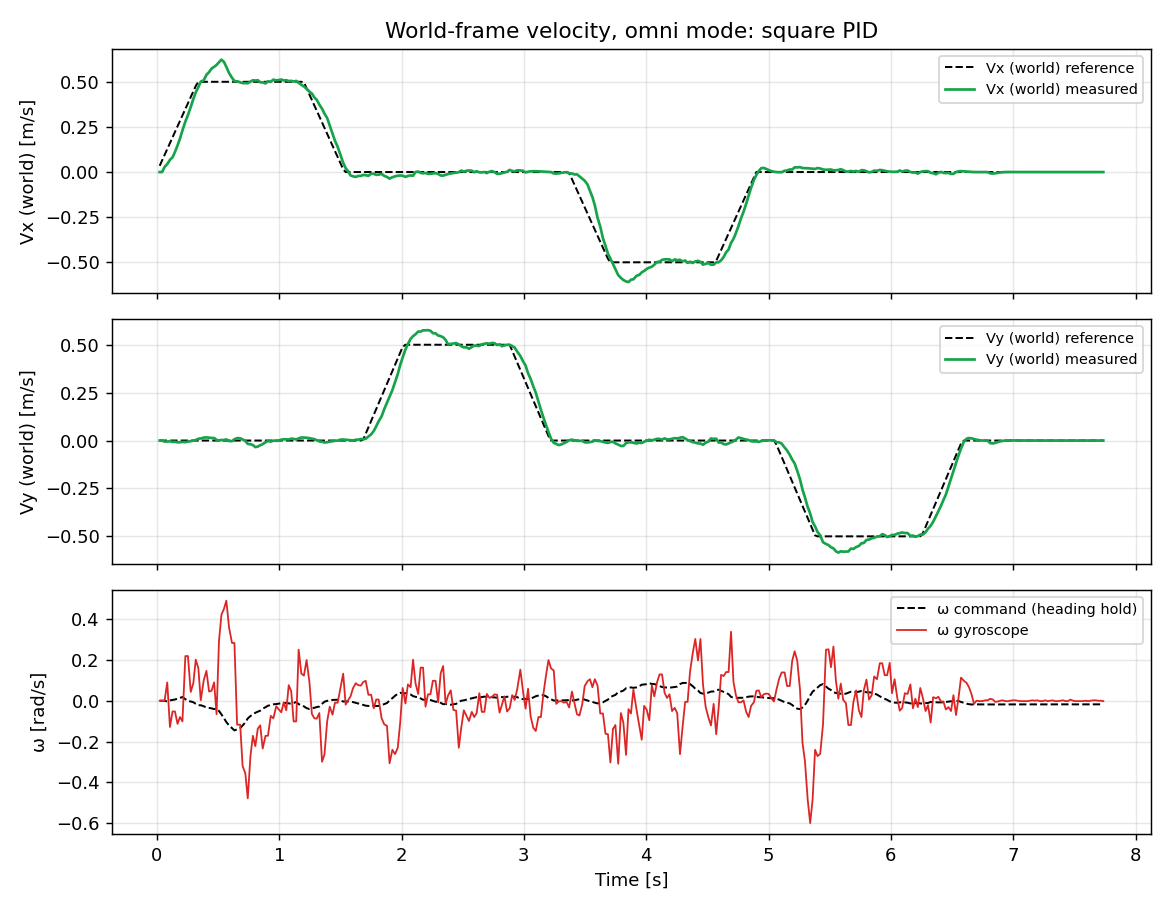 World-frame velocity, omni mode: square PID
Vx (world) [m/s]
0.50
0.25
0.00
−0.25
−0.50
Vx (world) reference
Vx (world) measured
Vy (world) [m/s]
0.50
0.25
0.00
−0.25
−0.50
Vy (world) reference
Vy (world) measured
ω [rad/s]
0.4
0.2
0.0
−0.2
−0.4
−0.6
ω command (heading hold)
ω gyroscope
0 1 2 3 4 5 6 7 8
Time [s]